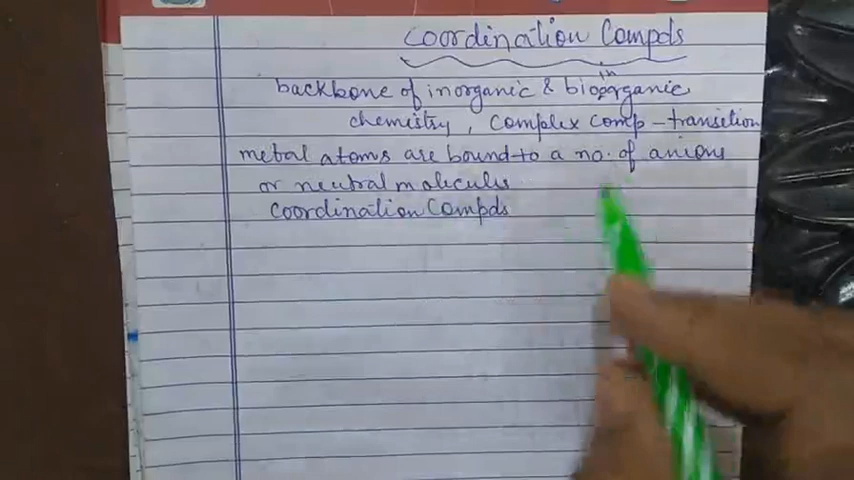 Coordination Compds
backbone of inorganic & bioinorganic
chemistry, complex comp - transition
metal atoms are bound to a no. of anions
or neutral molecules
Coordination Compds